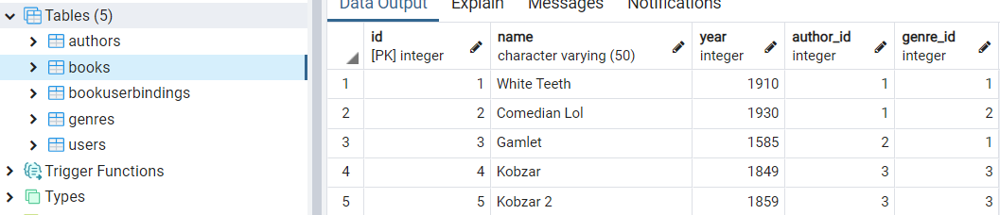 Tables (5)
authors
books
bookuserbindings
genres
users
Trigger Functions
Types
Data Output Explain Messages Notifications
id name year author_id genre_id
[PK] integer character varying (50) integer integer integer
1 1 White Teeth 1910 1 1
2 2 Comedian Lol 1930 1 2
3 3 Gamlet 1585 2 1
4 4 Kobzar 1849 3 3
5 5 Kobzar 2 1859 3 3